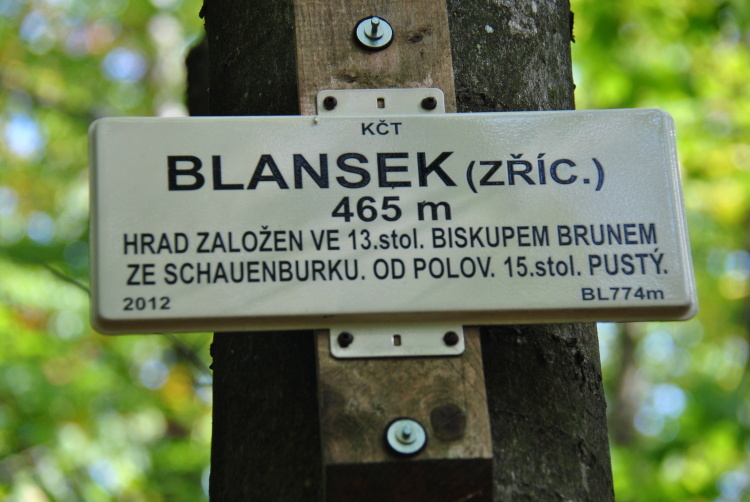 KČT
BLANSEK (ZŘÍC.)
465 m
HRAD ZALOŽEN VE 13.stol. BISKUPEM BRUNEM
ZE SCHAUENBURKU. OD POLOV. 15.stol. PUSTÝ.
2012 BL774m